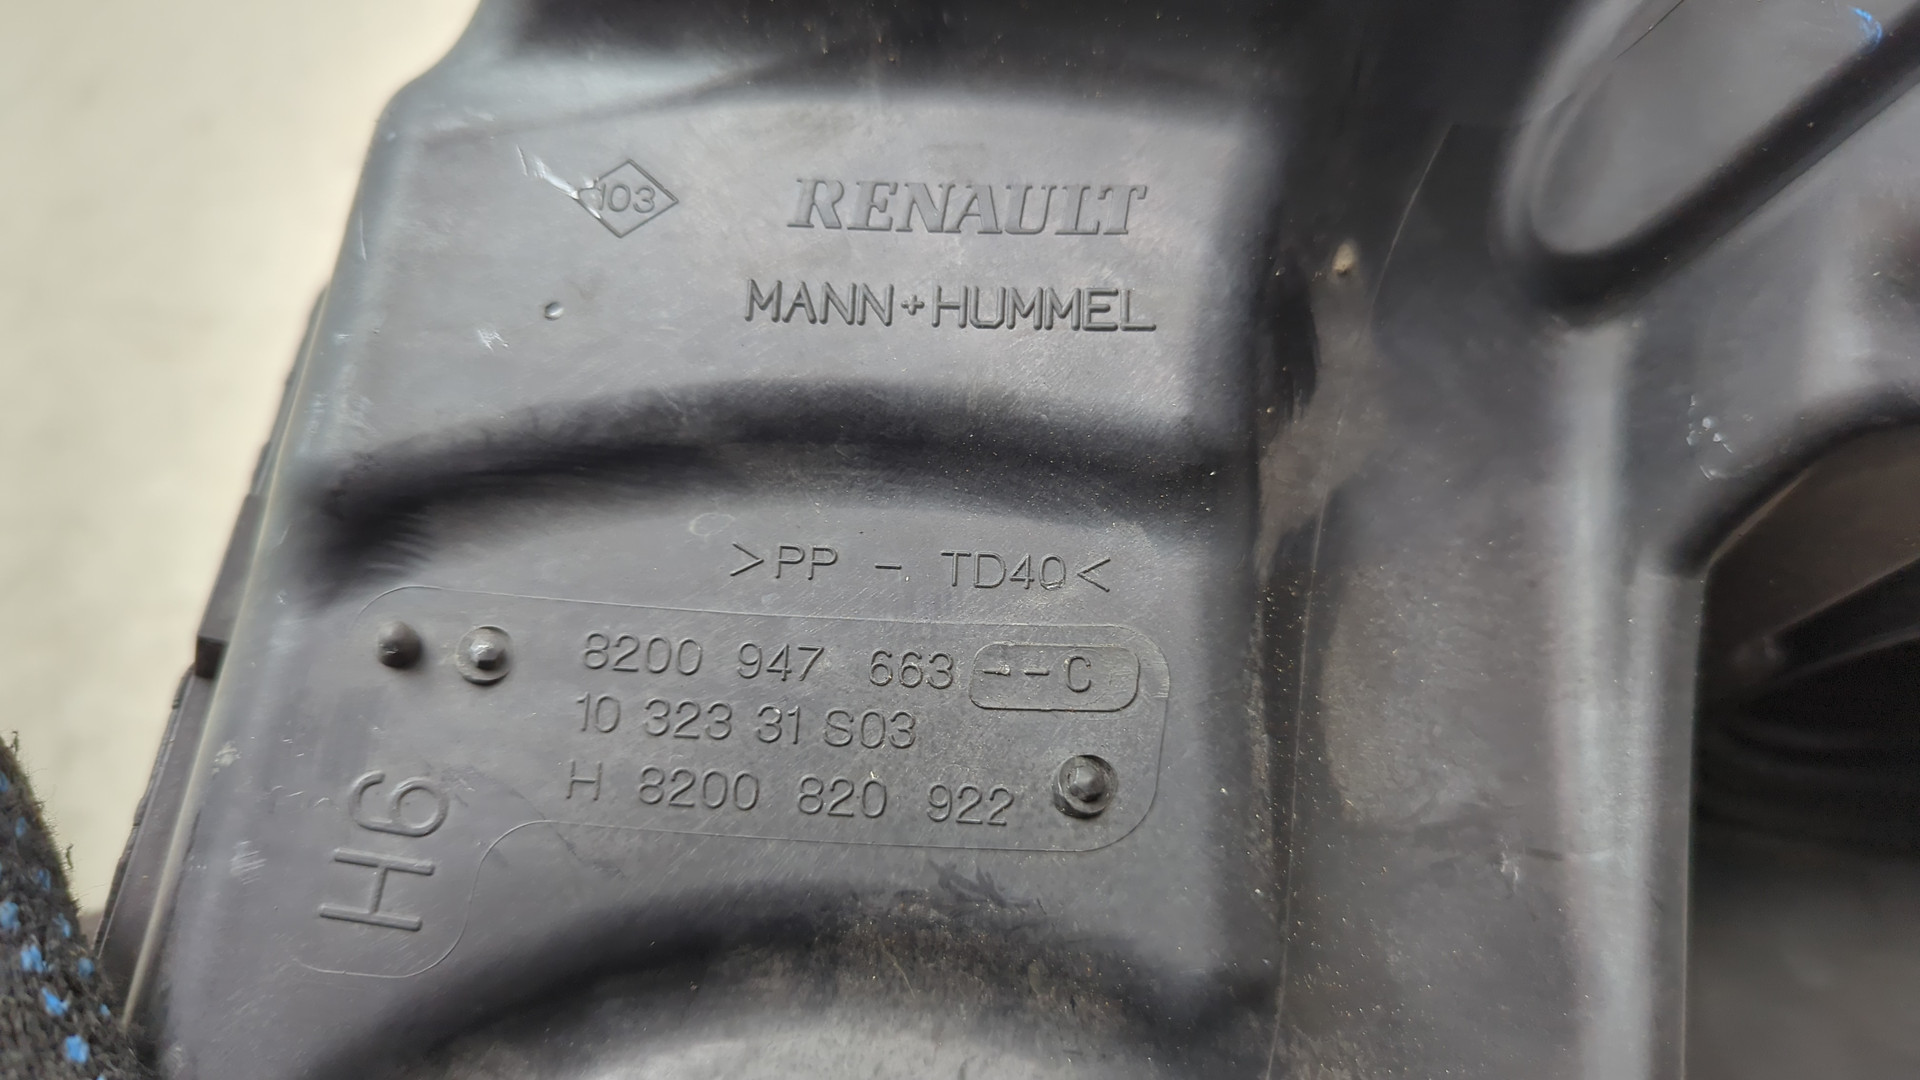 103 RENAULT
MANN+HUMMEL
>PP - TD40<
8200 947 663 --C
10 323 31 S03
H 8200 820 922
H6